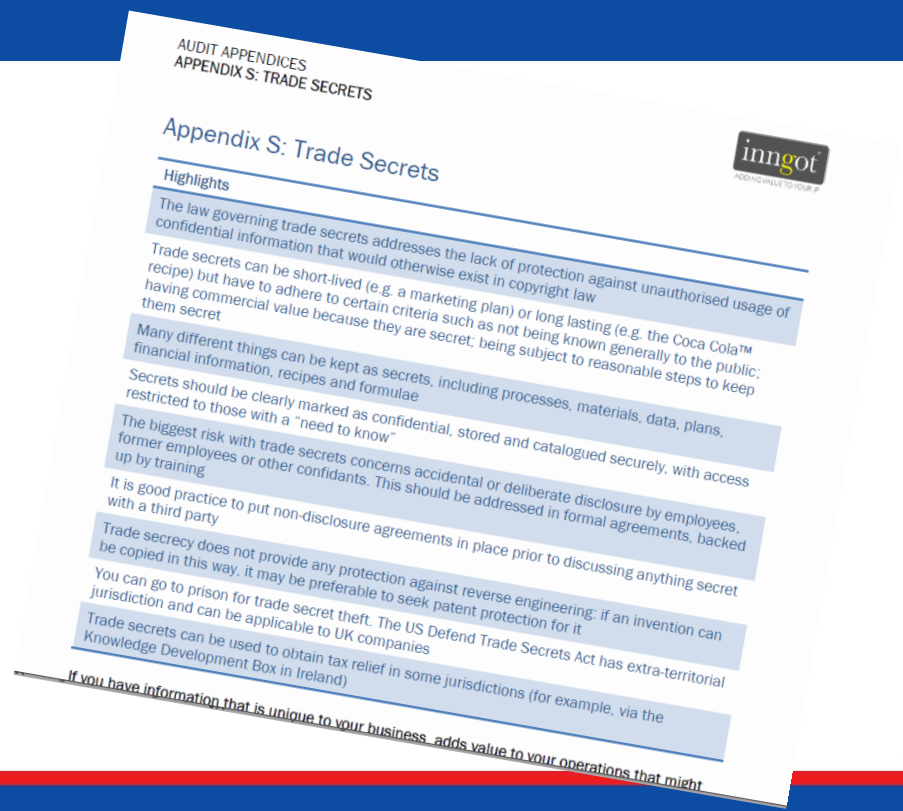 AUDIT APPENDICES
APPENDIX S: TRADE SECRETS
inngot
ADDING VALUE TO YOUR IP
Appendix S: Trade Secrets
Highlights
The law governing trade secrets addresses the lack of protection against unauthorised usage of
confidential information that would otherwise exist in copyright law
Trade secrets can be short-lived (e.g. a marketing plan) or long lasting (e.g. the Coca Cola™
recipe) but have to adhere to certain criteria such as not being known generally to the public;
having commercial value because they are secret; being subject to reasonable steps to keep
them secret
Many different things can be kept as secrets, including processes, materials, data, plans,
financial information, recipes and formulae
Secrets should be clearly marked as confidential, stored and catalogued securely, with access
restricted to those with a “need to know”
The biggest risk with trade secrets concerns accidental or deliberate disclosure by employees,
former employees or other confidants. This should be addressed in formal agreements, backed
up by training
It is good practice to put non-disclosure agreements in place prior to discussing anything secret
with a third party
Trade secrecy does not provide any protection against reverse engineering: if an invention can
be copied in this way, it may be preferable to seek patent protection for it
You can go to prison for trade secret theft. The US Defend Trade Secrets Act has extra-territorial
jurisdiction and can be applicable to UK companies
Trade secrets can be used to obtain tax relief in some jurisdictions (for example, via the
Knowledge Development Box in Ireland)
If you have information that is unique to your business, adds value to your operations that might